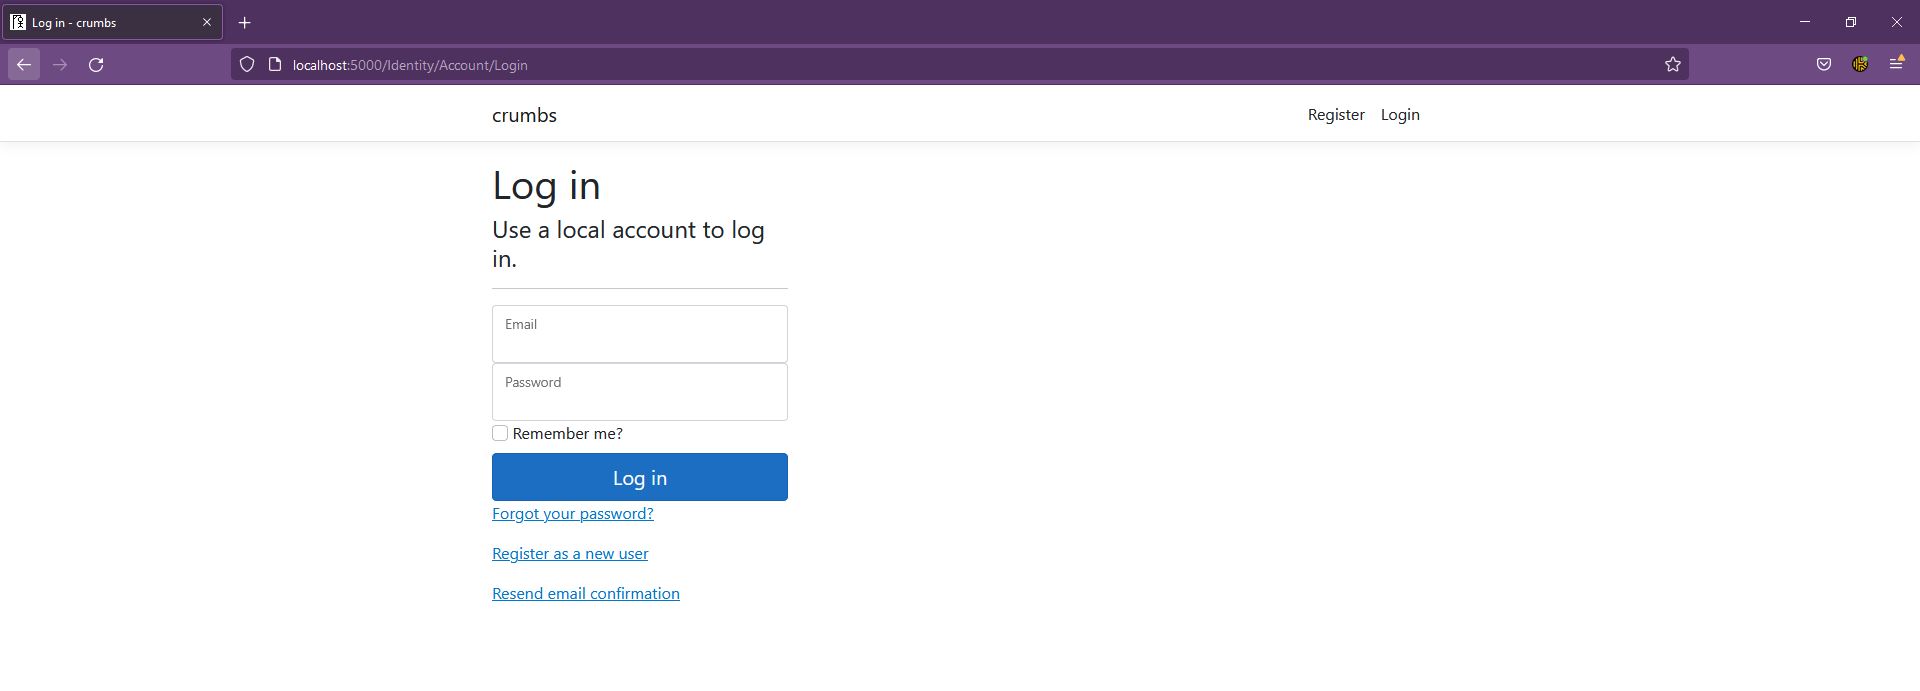 Log in - crumbs
localhost:5000/Identity/Account/Login
crumbs
Register Login
Log in
Use a local account to log
in.
Email
Password
Remember me?
Log in
Forgot your password?
Register as a new user
Resend email confirmation